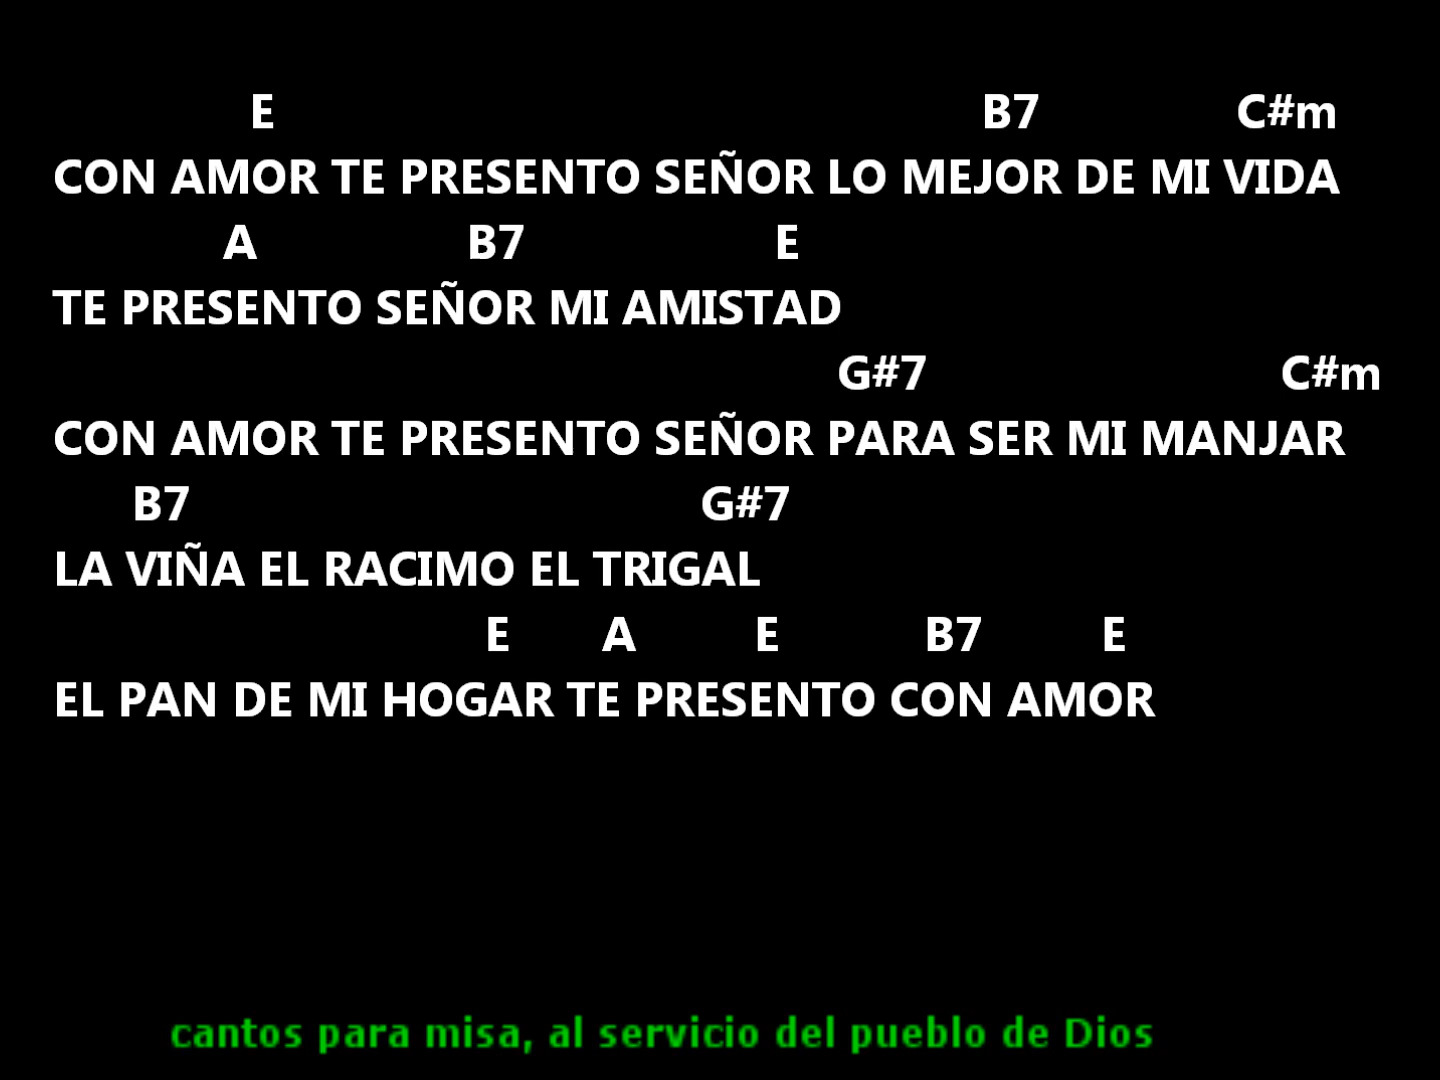 E B7 C#m
CON AMOR TE PRESENTO SEÑOR LO MEJOR DE MI VIDA
A B7 E
TE PRESENTO SEÑOR MI AMISTAD
G#7 C#m
CON AMOR TE PRESENTO SEÑOR PARA SER MI MANJAR
B7 G#7
LA VIÑA EL RACIMO EL TRIGAL
E A E B7 E
EL PAN DE MI HOGAR TE PRESENTO CON AMOR
cantos para misa, al servicio del pueblo de Dios